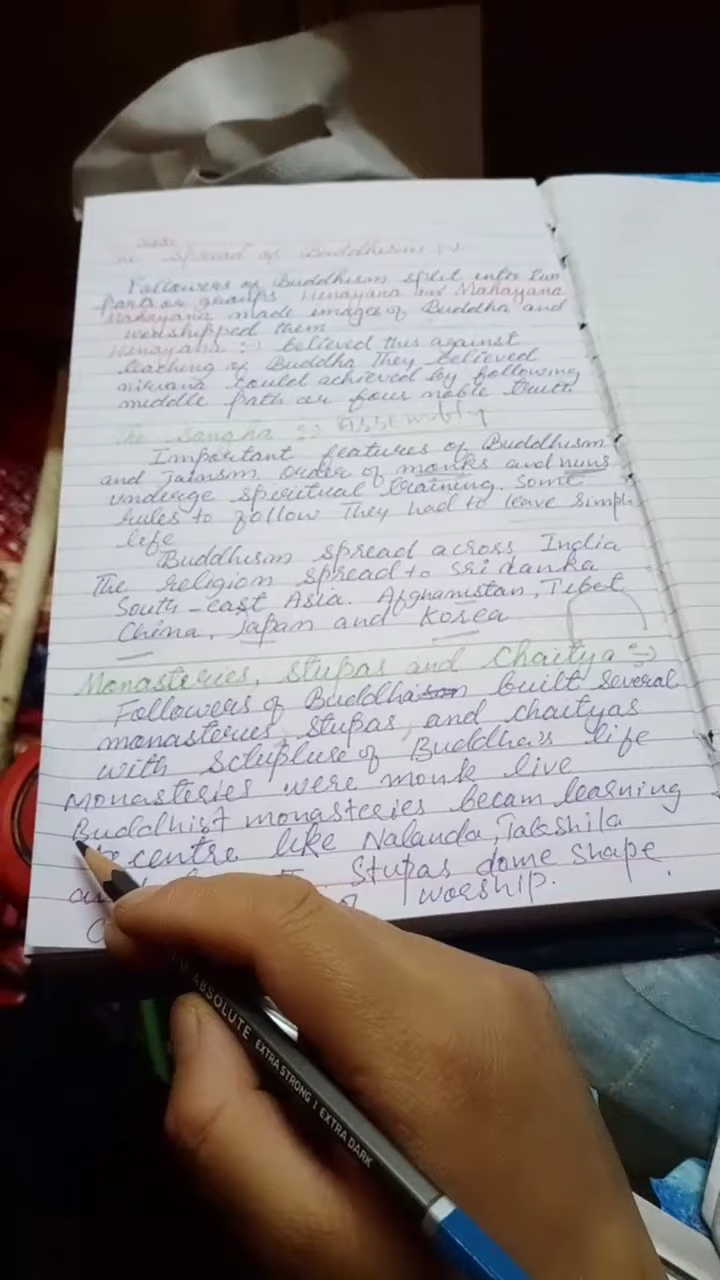 Spread of Buddhism :-
Followers of Buddhism split into two
para or groups Hinayana and Mahayana
Mahayana made images of Buddha and
worshipped them
Hinayana :- believed this against
teaching of Buddha They believed
nirvana could achieved by following
middle path or four noble truth
The Sangha :- Assembly
Important features of Buddhism
and Jainsm. order of monks and nuns
undergo spiritual training. Some
rules to follow They had to leave simple
life
Buddhism spread across India
The religion spread to Sri Lanka
South-east Asia. Afghanistan, Tibet
China, Japan and Korea
Monasteries, Stupas and Chaitya :-)
Followers of Buddha built several
monasteries, stupas, and chaityas
with sclupluse of Buddha's life
Monasteries were monk live
Buddhist monasteries becam learning
centre like Nalanda, Takshila
Stupas dome shape
worship.
ABSOLUTE EXTRA STRONG | EXTRA DARK